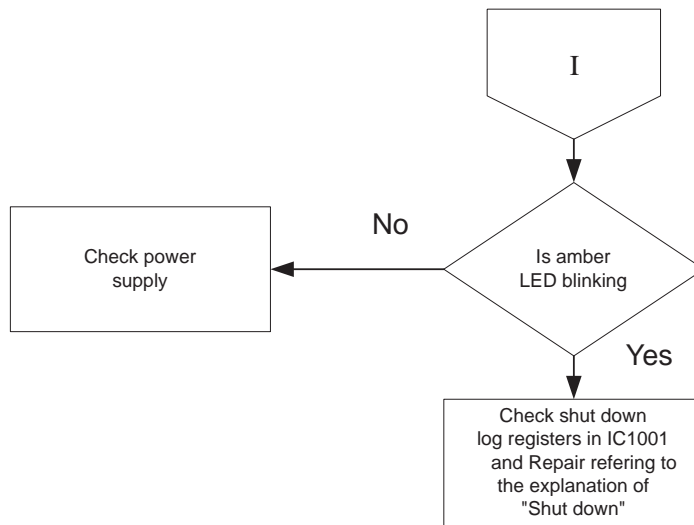 I
No
Check power
supply
Is amber
LED blinking
Yes
Check shut down
log registers in IC1001
and Repair refering to
the explanation of
"Shut down"